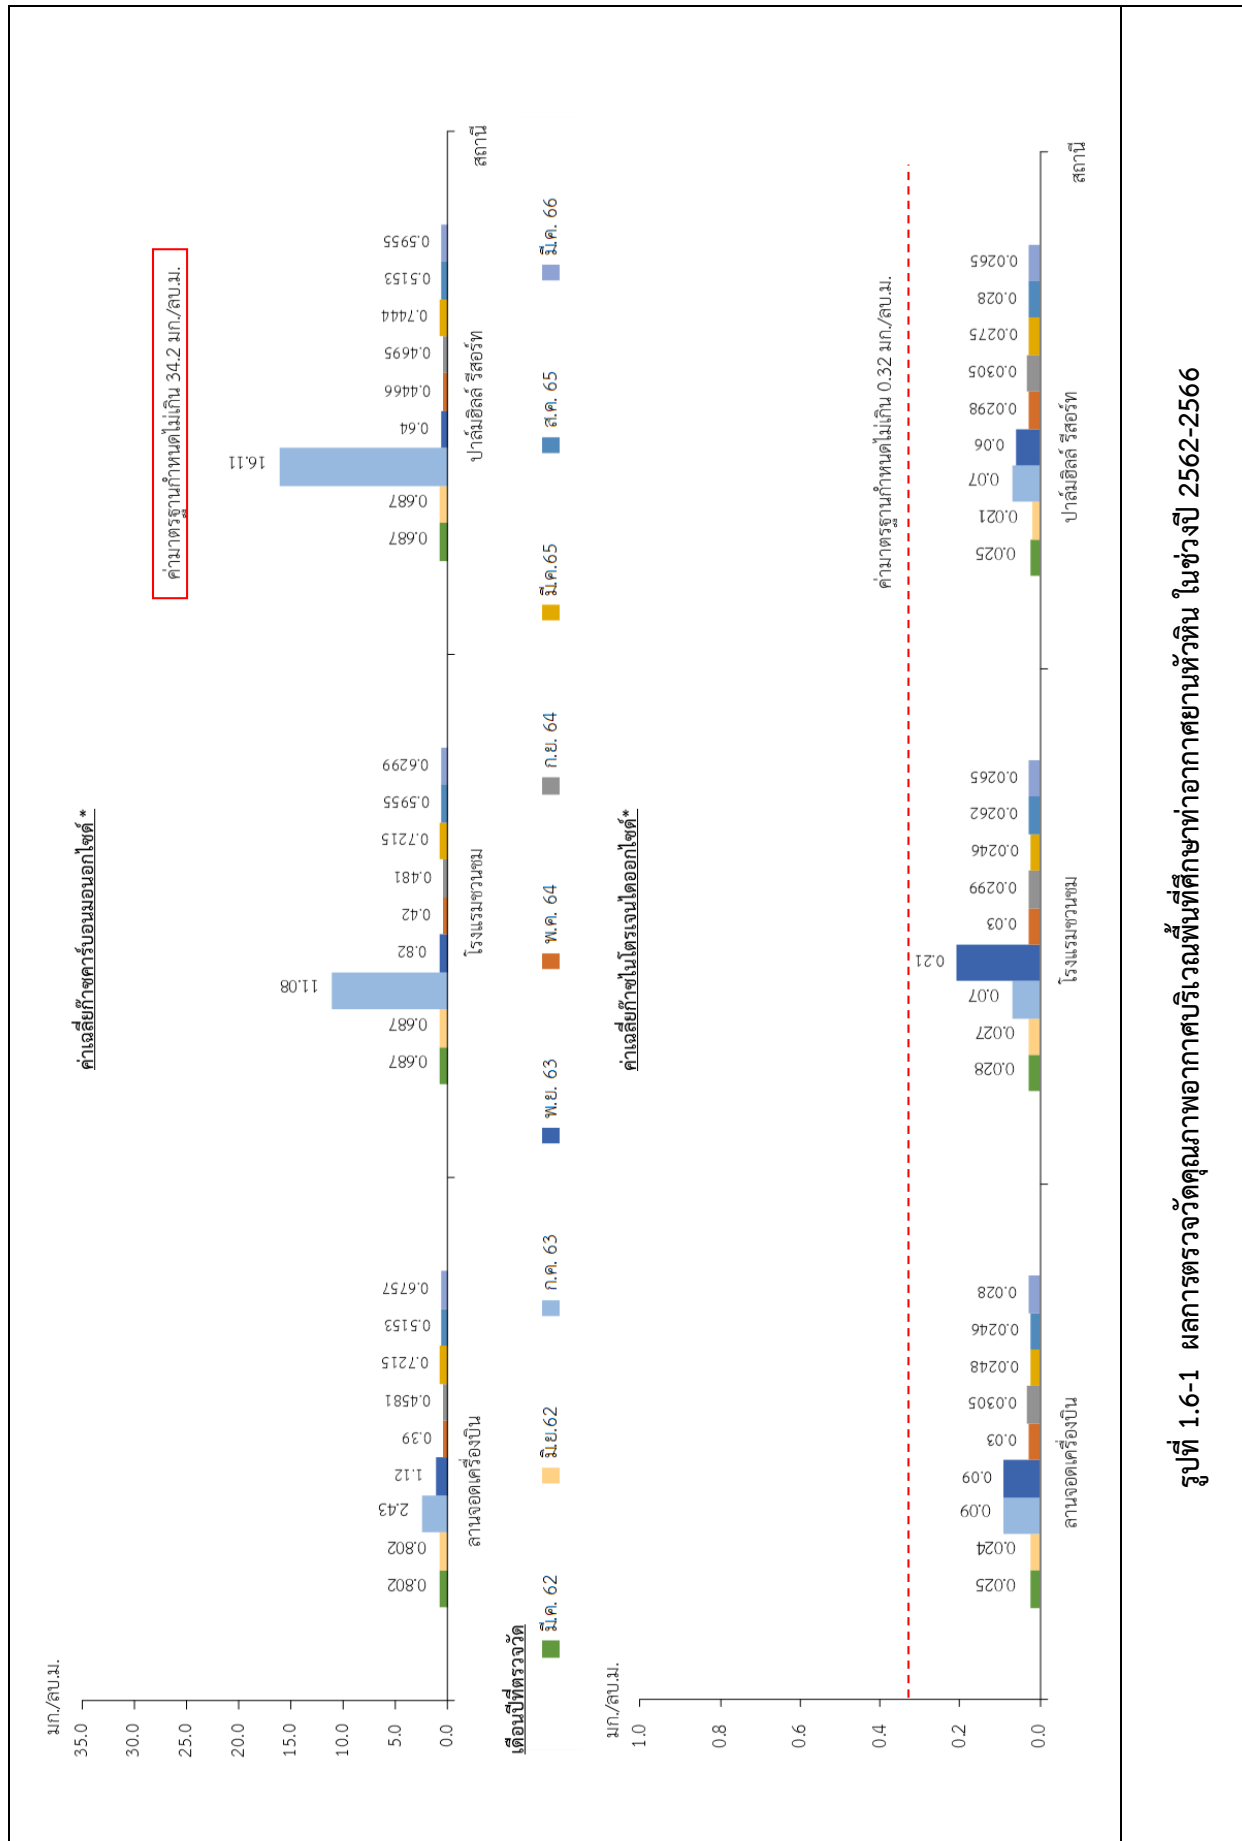 ค่าเฉลี่ยก๊าซคาร์บอนมอนอกไซด์ *
มก./ลบ.ม.
ค่ามาตรฐานกำหนดไม่เกิน 34.2 มก./ลบ.ม.
35.0
30.0
25.0
20.0
15.0
10.0
5.0
0.0
0.802
0.802
2.43
1.12
0.39
0.4581
0.7215
0.5153
0.6757
0.687
0.687
11.08
0.82
0.42
0.481
0.7215
0.5955
0.6299
0.687
0.687
16.11
0.64
0.4466
0.4695
0.7444
0.5153
0.5955
ลานจอดเครื่องบิน
โรงแรมชวนชม
ปาล์มฮิลล์ รีสอร์ท
สถานี
เดือนปีที่ตรวจวัด
มี.ค. 62
มิ.ย.62
ก.ค. 63
พ.ย. 63
พ.ค. 64
ก.ย. 64
มี.ค.65
ส.ค. 65
มี.ค. 66
ค่าเฉลี่ยก๊าซไนโตรเจนไดออกไซด์*
มก./ลบ.ม.
ค่ามาตรฐานกำหนดไม่เกิน 0.32 มก./ลบ.ม.
1.0
0.8
0.6
0.4
0.2
0.0
0.025
0.024
0.09
0.09
0.03
0.0305
0.0248
0.0246
0.028
0.028
0.027
0.07
0.21
0.03
0.0299
0.0246
0.0262
0.0265
0.025
0.021
0.07
0.06
0.0298
0.0305
0.0275
0.028
0.0265
ลานจอดเครื่องบิน
โรงแรมชวนชม
ปาล์มฮิลล์ รีสอร์ท
สถานี
รูปที่ 1.6-1 ผลการตรวจวัดคุณภาพอากาศบริเวณพื้นที่ศึกษาท่าอากาศยานหัวหิน ในช่วงปี 2562-2566